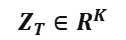 Z_T ∈ R^K